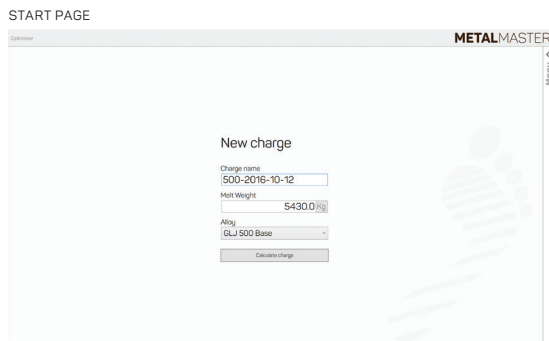 START PAGE
Optimizer
METALMASTER
Menu
New charge
Charge name
500-2016-10-12
Melt Weight
5430.0 Kg
Alloy
GLJ 500 Base
Calculate charge